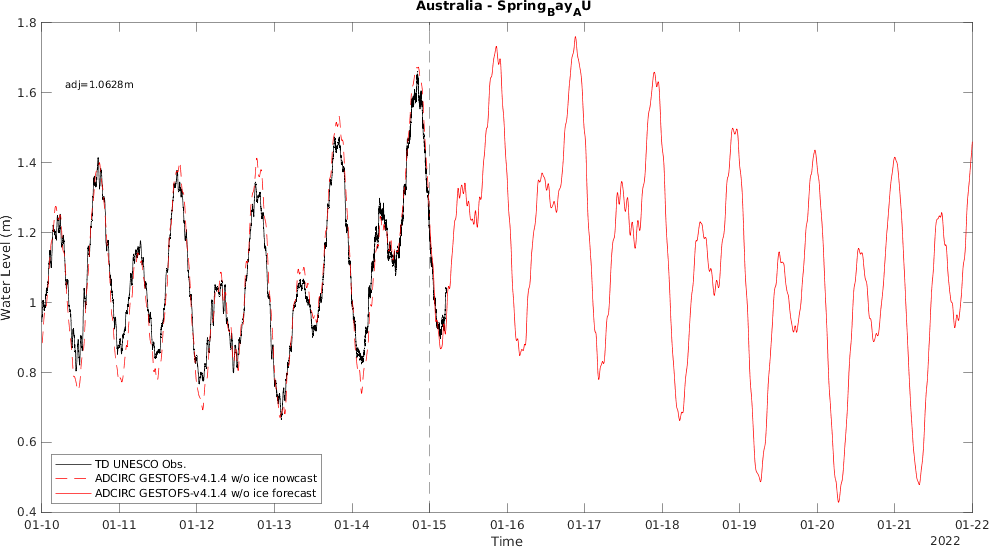 Australia - SpringBayAU
1.8
1.6
1.4
1.2
1
0.8
0.6
0.4
Water Level (m)
adj=1.0628m
TD UNESCO Obs.
ADCIRC GESTOFS-v4.1.4 w/o ice nowcast
ADCIRC GESTOFS-v4.1.4 w/o ice forecast
01-10 01-11 01-12 01-13 01-14 01-15 01-16 01-17 01-18 01-19 01-20 01-21 01-22
Time
2022